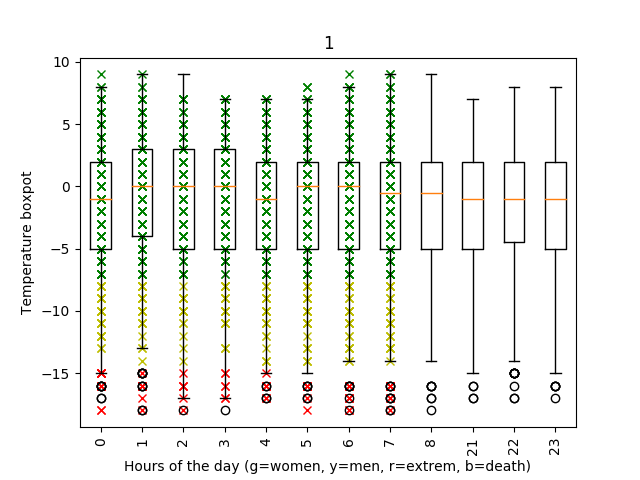 1
10
5
0
−5
−10
−15
Temperature boxpot
0 1 2 3 4 5 6 7 8 21 22 23
Hours of the day (g=women, y=men, r=extrem, b=death)